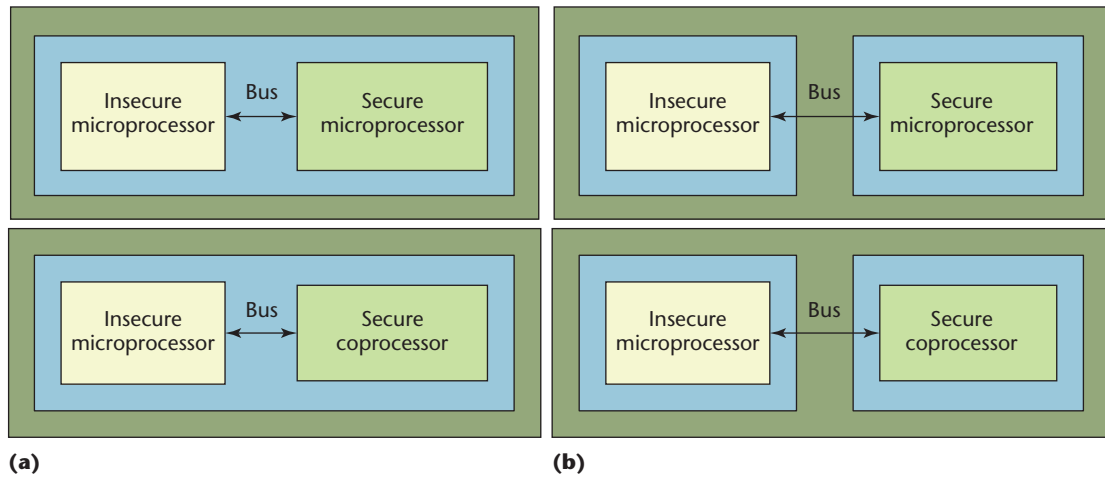 Insecure
microprocessor
Bus
Secure
microprocessor
Insecure
microprocessor
Bus
Secure
microprocessor
Insecure
microprocessor
Bus
Secure
coprocessor
Insecure
microprocessor
Bus
Secure
coprocessor
(a)
(b)